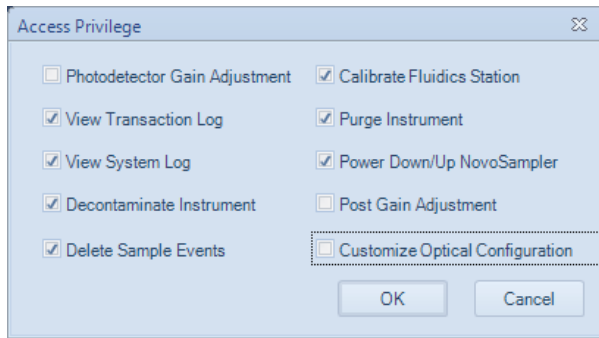 Access Privilege
Photodetector Gain Adjustment
Calibrate Fluidics Station
View Transaction Log
Purge Instrument
View System Log
Power Down/Up NovoSampler
Decontaminate Instrument
Post Gain Adjustment
Delete Sample Events
Customize Optical Configuration
OK
Cancel